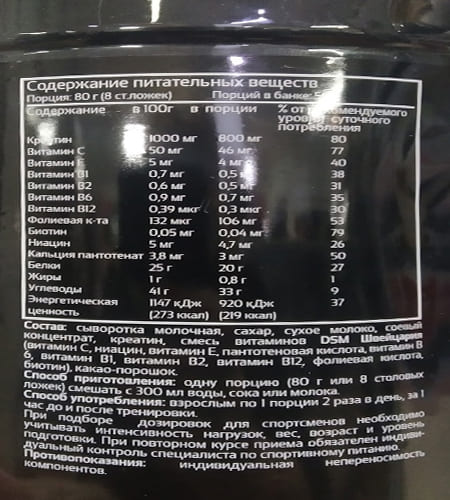 Содержание питательных веществ
Порция: 80 г (8 ст.ложек) Порций в банке:
Содержание в 100г в порции % от рекомендуемого
уровня суточного
потребления
Креатин 1000 мг 800 мг 80
Витамин С 50 мг 46 мг 77
Витамин Е 5 мг 4 мг 40
Витамин В1 0,7 мг 0,5 мг 38
Витамин В2 0,6 мг 0,5 мг 31
Витамин В6 0,9 мг 0,7 мг 35
Витамин В12 0,39 мкг 0,3 мкг 30
Фолиевая к-та 132 мкг 106 мкг 53
Биотин 0,05 мг 0,04 мг 79
Ниацин 5 мг 4,7 мг 26
Кальция пантотенат 3,8 мг 3 мг 50
Белки 25 г 20 г 27
Жиры 1 г 0,8 г 1
Углеводы 41 г 33 г 9
Энергетическая 1147 кДж 920 кДж 37
ценность (273 ккал) (219 ккал)
Состав: сыворотка молочная, сахар, сухое молоко, соевый
концентрат, креатин, смесь витаминов DSM Швейцария
(витамин С, ниацин, витамин Е, пантотеновая кислота, витамин В
6, витамин В1, витамин В2, витамин В12, фолиевая кислота,
биотин), какао-порошок.
Способ приготовления: одну порцию (80 г или 8 столовых
ложек) смешать с 300 мл воды, сока или молока.
Способ употребления: взрослым по 1 порции 2 раза в день, за 1
час до и после тренировки.
При подборе дозировок для спортсменов необходимо
учитывать интенсивность нагрузок, вес, возраст и уровень
подготовки. При повторном курсе приема обязателен индиви-
дуальный контроль специалиста по спортивному питанию.
Противопоказания: индивидуальная непереносимость
компонентов.